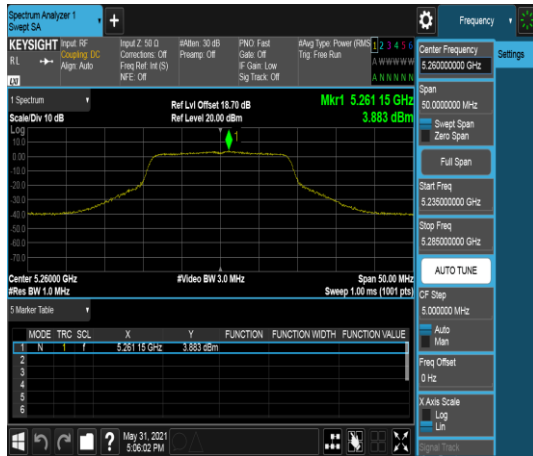 Spectrum Analyzer 1
Swept SA
+
Frequency
KEYSIGHT
RL
LXI
Input: RF
Coupling: DC
Align: Auto
Input Z: 50 Ω
Corrections: Off
Freq Ref: Int (S)
NFE: Off
#Atten: 30 dB
Preamp: Off
PNO: Fast
Gate: Off
IF Gain: Low
Sig Track: Off
#Avg Type: Power (RMS
Trig: Free Run
1 2 3 4 5 6
A W W W W W
A N N N N N
Center Frequency
5.260000000 GHz
Settings
Span
50.0000000 MHz
Swept Span
Zero Span
Full Span
Start Freq
5.235000000 GHz
Stop Freq
5.285000000 GHz
AUTO TUNE
CF Step
5.000000 MHz
Auto
Man
Freq Offset
0 Hz
X Axis Scale
Log
Lin
Signal Track
1 Spectrum
Scale/Div 10 dB
Log
Ref Lvl Offset 18.70 dB
Ref Level 20.00 dBm
Mkr1 5.261 15 GHz
3.883 dBm
1
10.0
0.00
-10.0
-20.0
-30.0
-40.0
-50.0
-60.0
-70.0
Center 5.26000 GHz
#Res BW 1.0 MHz
#Video BW 3.0 MHz
Span 50.00 MHz
Sweep 1.00 ms (1001 pts)
5 Marker Table
MODE TRC SCL X Y FUNCTION FUNCTION WIDTH FUNCTION VALUE
1 N 1 f 5.261 15 GHz 3.883 dBm
2
3
4
5
6
?
May 31, 2021
5:06:02 PM